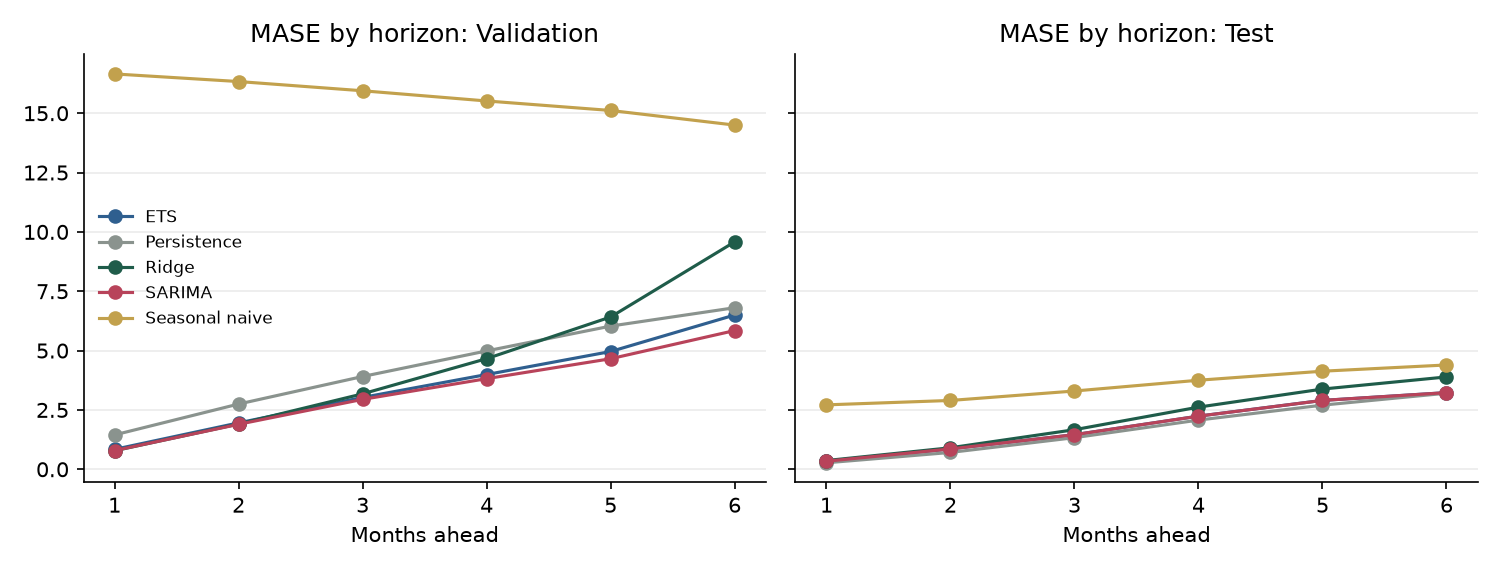 MASE by horizon: Validation
15.0
12.5
10.0
7.5
5.0
2.5
0.0
ETS
Persistence
Ridge
SARIMA
Seasonal naive
1 2 3 4 5 6
Months ahead
MASE by horizon: Test
1 2 3 4 5 6
Months ahead